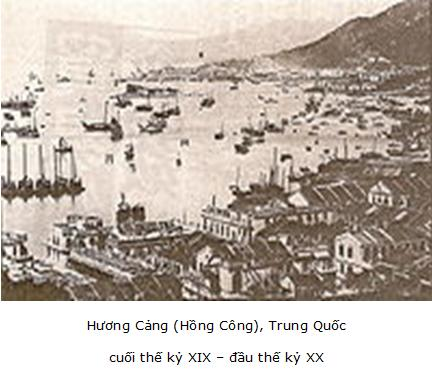 Hương Cảng (Hồng Công), Trung Quốc
cuối thế kỷ XIX – đầu thế kỷ XX